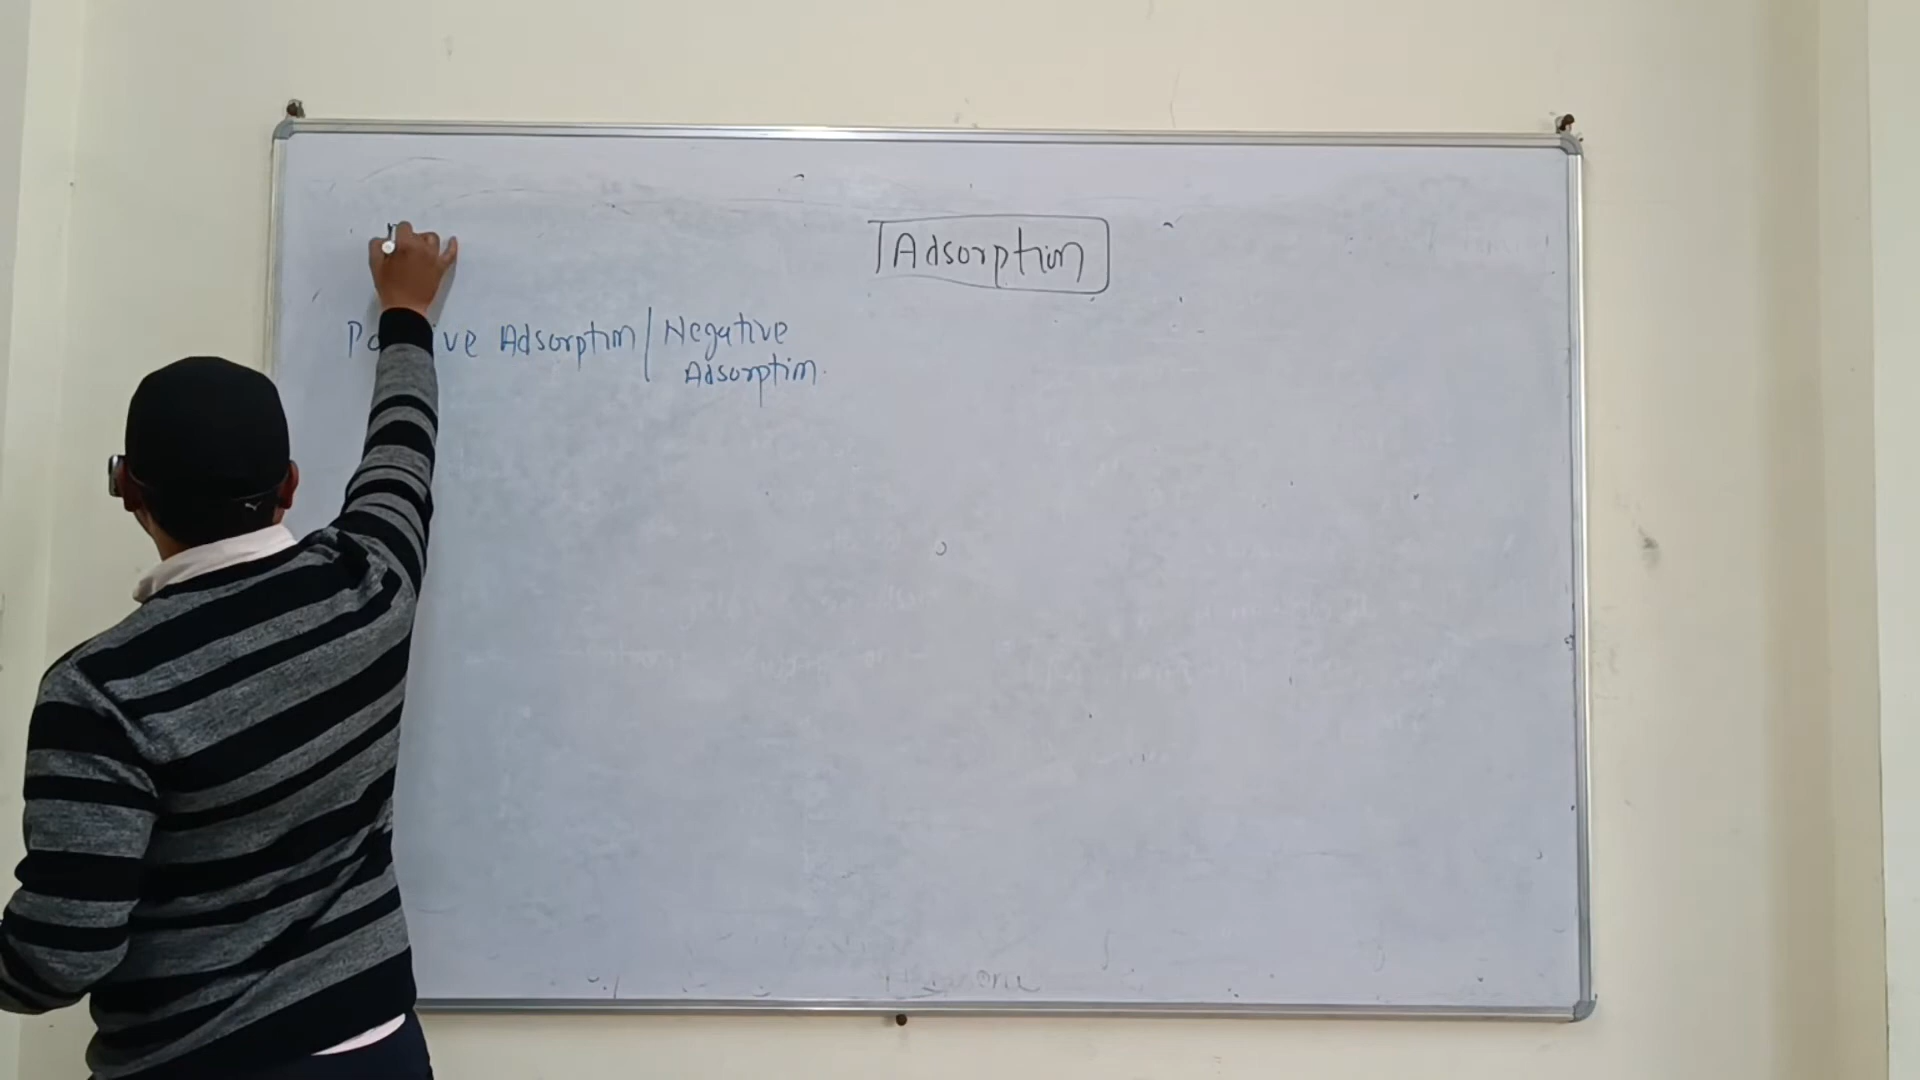 Adsorption
Positive Adsorption / Negative
Adsorption.